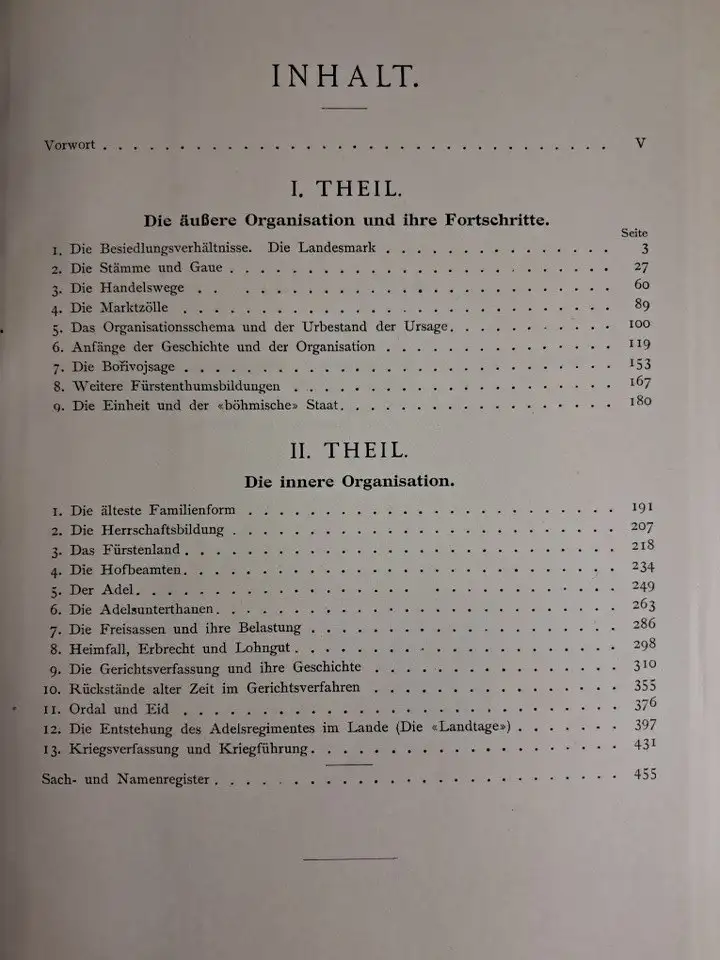 INHALT.
Vorwort . . . . . . . . . . . . . . . . . . . . . . . . . . . . . V
I. THEIL.
Die äußere Organisation und ihre Fortschritte.
Seite
1. Die Besiedlungsverhältnisse. Die Landesmark . . . . . . . . . . . . . . 3
2. Die Stämme und Gaue . . . . . . . . . . . . . . . . . . . . . . 27
3. Die Handelswege . . . . . . . . . . . . . . . . . . . . . . . . 60
4. Die Marktzölle . . . . . . . . . . . . . . . . . . . . . . . . 89
5. Das Organisationsschema und der Urbestand der Ursage. . . . . . . . . . . 100
6. Anfänge der Geschichte und der Organisation . . . . . . . . . . . . . . 119
7. Die Bořivojsage . . . . . . . . . . . . . . . . . . . . . . . . 153
8. Weitere Fürstenthumsbildungen . . . . . . . . . . . . . . . . . . . 167
9. Die Einheit und der «böhmische» Staat. . . . . . . . . . . . . . . . . 180
II. THEIL.
Die innere Organisation.
1. Die älteste Familienform . . . . . . . . . . . . . . . . . . . . . 191
2. Die Herrschaftsbildung . . . . . . . . . . . . . . . . . . . . . . 207
3. Das Fürstenland . . . . . . . . . . . . . . . . . . . . . . . . 218
4. Die Hofbeamten. . . . . . . . . . . . . . . . . . . . . . . . . 234
5. Der Adel. . . . . . . . . . . . . . . . . . . . . . . . . . . 249
6. Die Adelsunterthanen. . . . . . . . . . . . . . . . . . . . . . . 263
7. Die Freisassen und ihre Belastung . . . . . . . . . . . . . . . . . . 286
8. Heimfall, Erbrecht und Lohngut . . . . . . . . . . . . . . . . . . . 298
9. Die Gerichtsverfassung und ihre Geschichte . . . . . . . . . . . . . . . 310
10. Rückstände alter Zeit im Gerichtsverfahren . . . . . . . . . . . . . . . 355
11. Ordal und Eid . . . . . . . . . . . . . . . . . . . . . . . . . 376
12. Die Entstehung des Adelsregimentes im Lande (Die «Landtage») . . . . . . . 397
13. Kriegsverfassung und Kriegführung. . . . . . . . . . . . . . . . . . 431
Sach- und Namenregister . . . . . . . . . . . . . . . . . . . . . . . 455